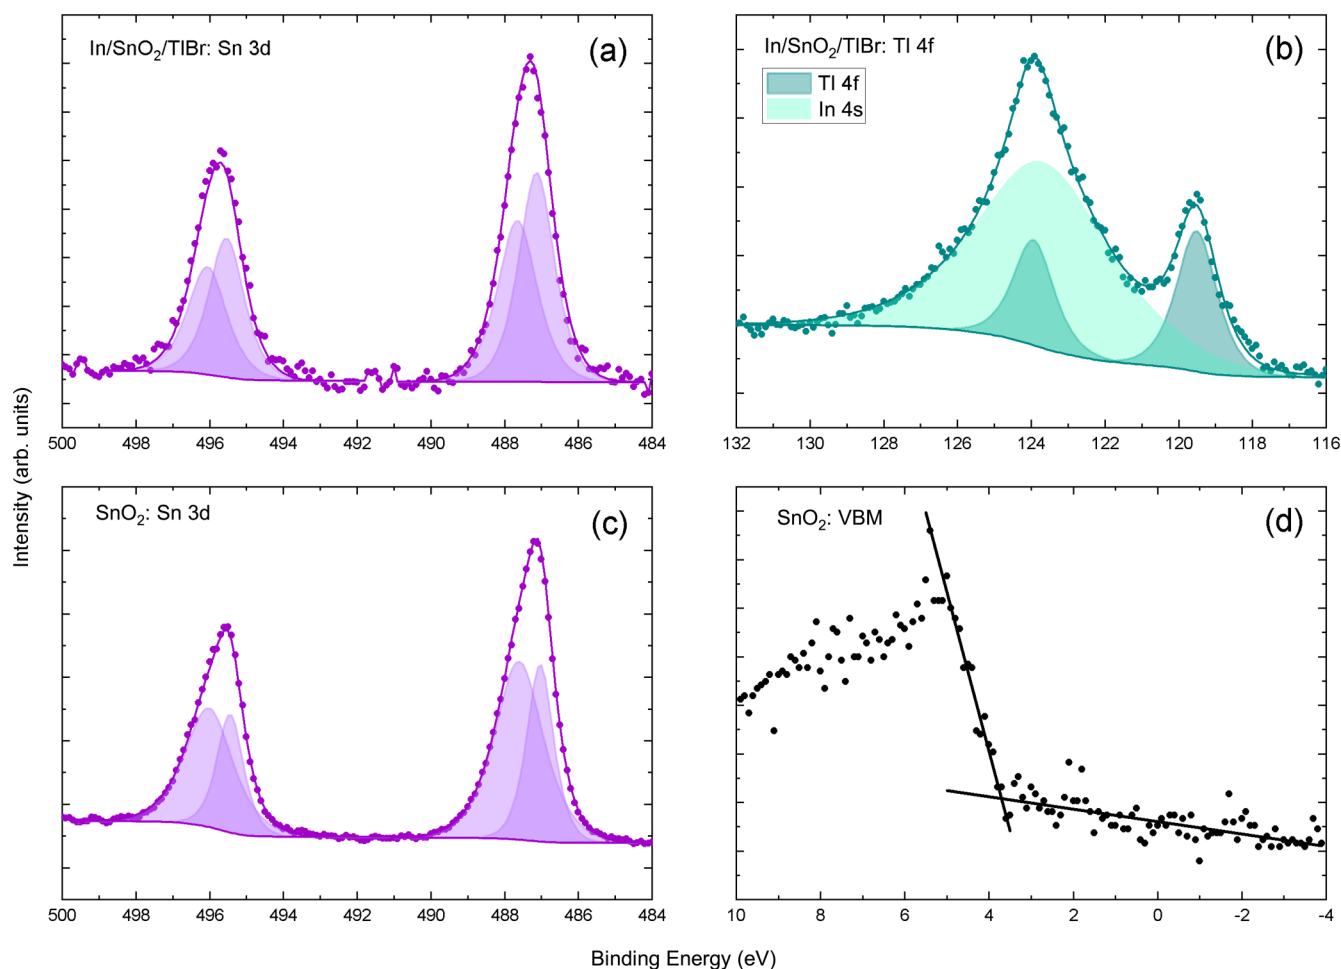 In/SnO₂/TlBr: Sn 3d
(a)
500 498 496 494 492 490 488 486 484
In/SnO₂/TlBr: Tl 4f
(b)
Tl 4f
In 4s
132 130 128 126 124 122 120 118 116
Intensity (arb. units)
SnO₂: Sn 3d
(c)
500 498 496 494 492 490 488 486 484
SnO₂: VBM
(d)
10 8 6 4 2 0 -2 -4
Binding Energy (eV)